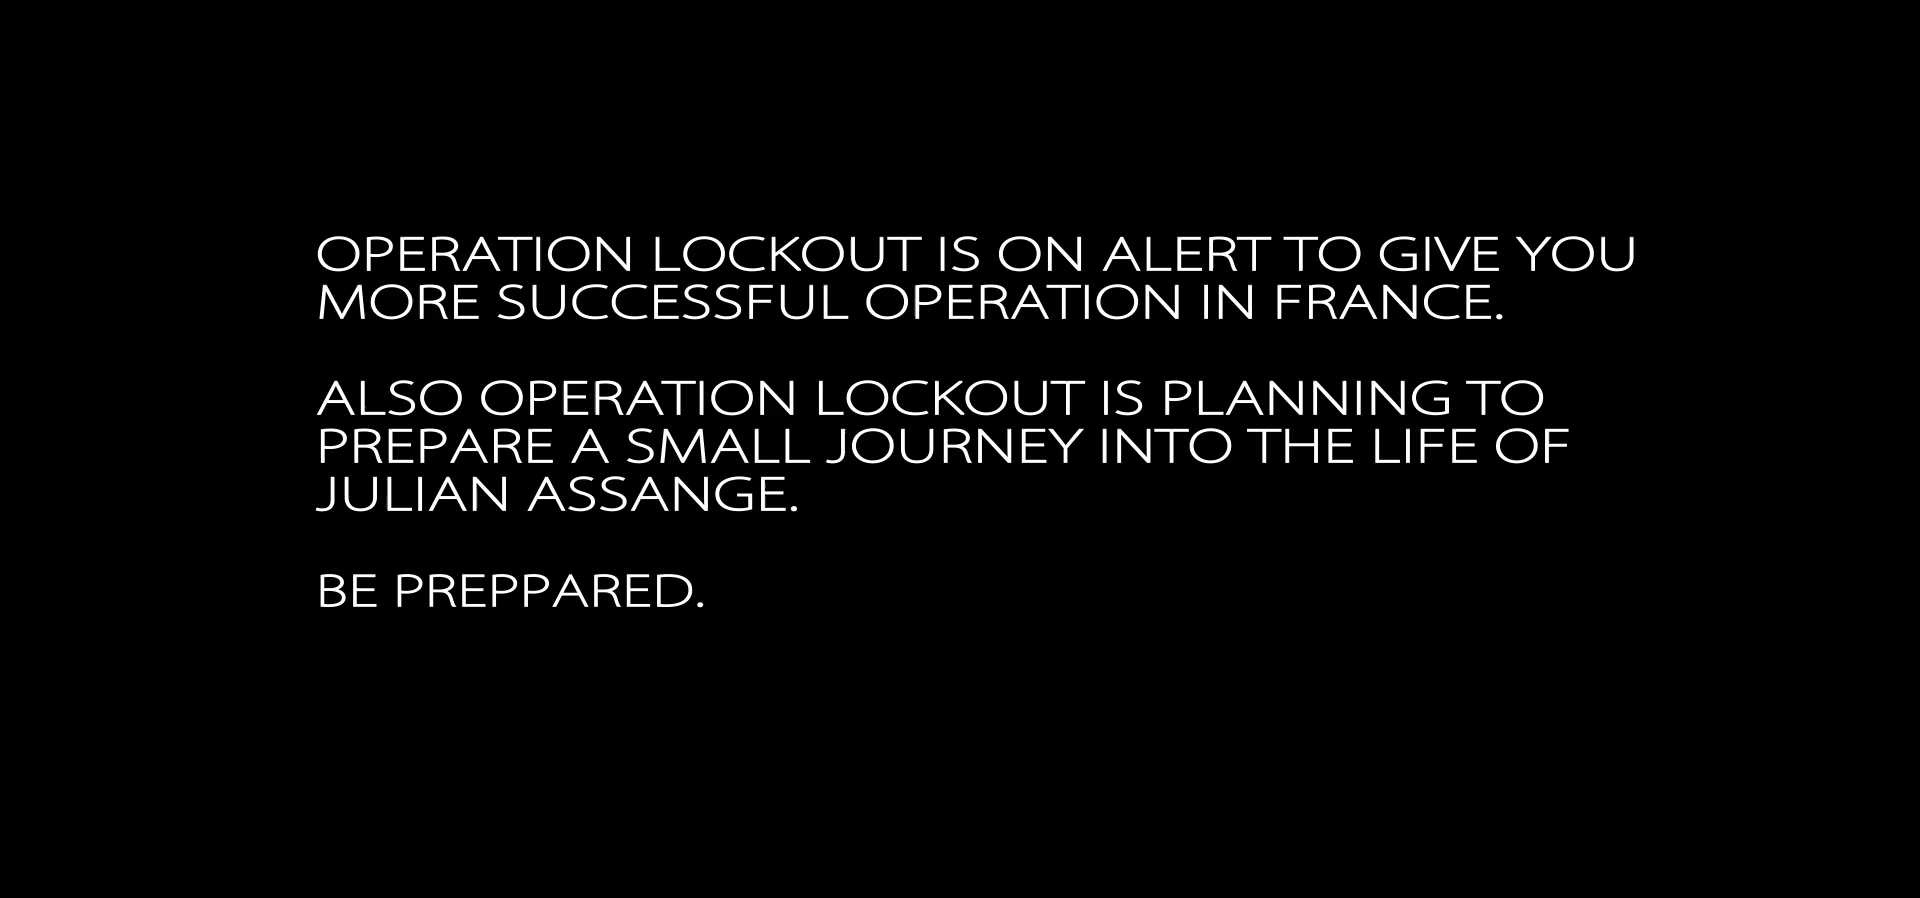 OPERATION LOCKOUT IS ON ALERT TO GIVE YOU
MORE SUCCESSFUL OPERATION IN FRANCE.
ALSO OPERATION LOCKOUT IS PLANNING TO
PREPARE A SMALL JOURNEY INTO THE LIFE OF
JULIAN ASSANGE.
BE PREPPARED.